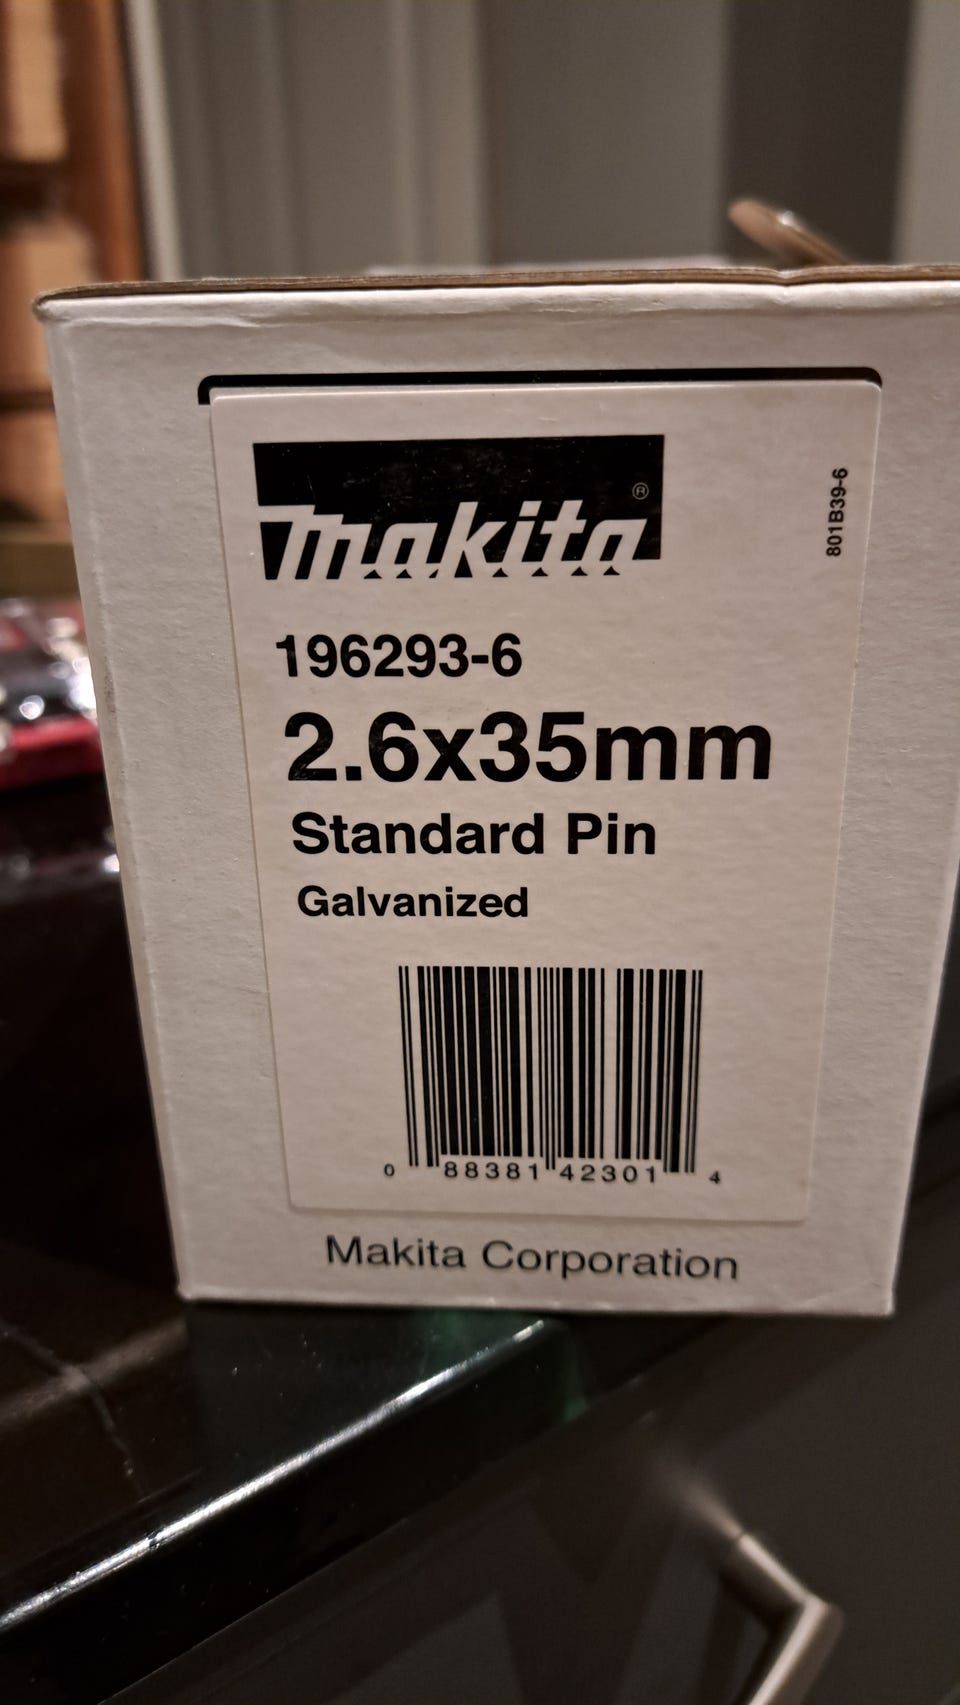 makita®
801B39-6
196293-6
2.6x35mm
Standard Pin
Galvanized
0 88381 42301 4
Makita Corporation